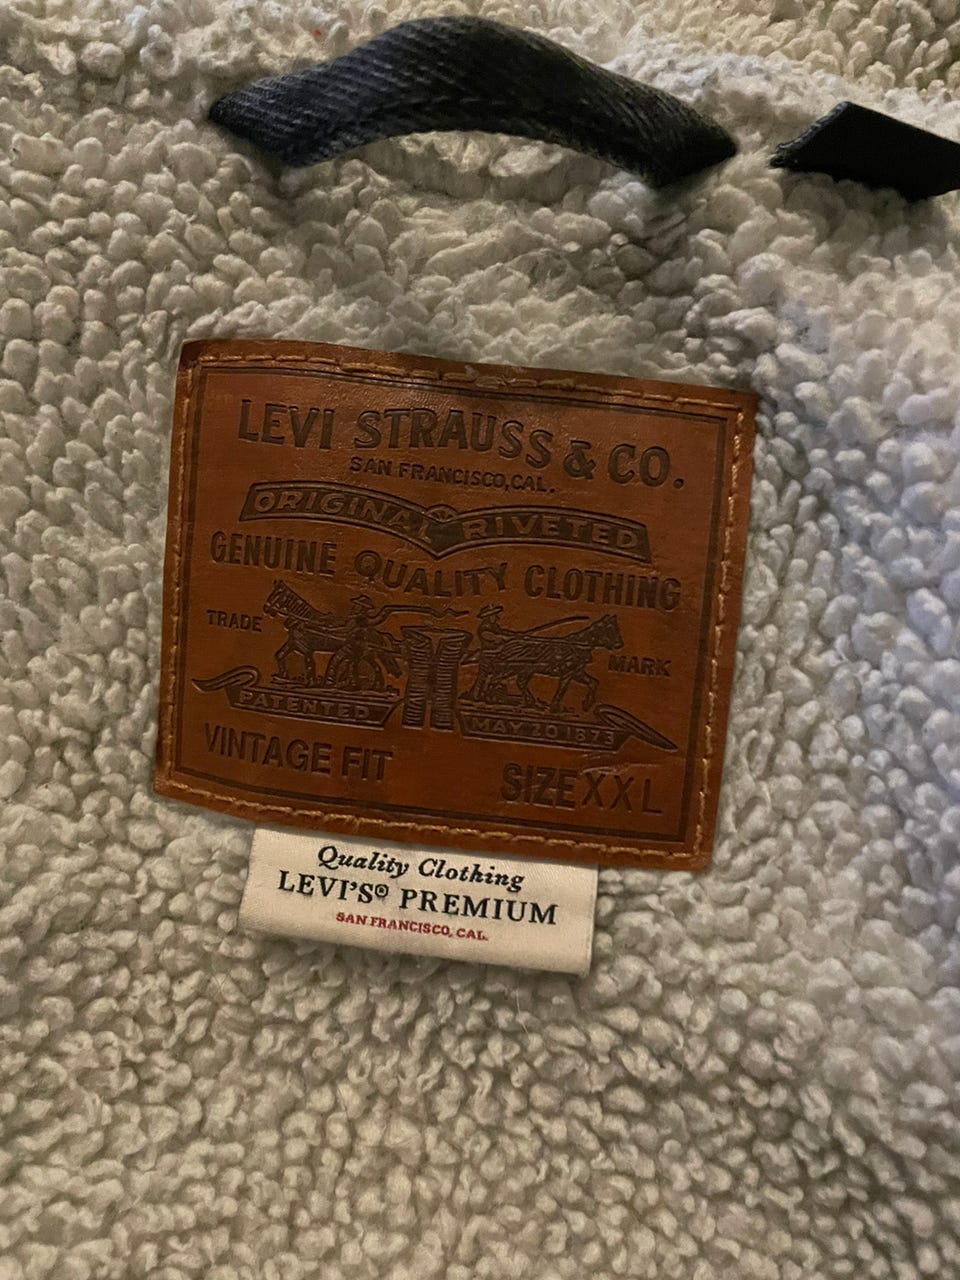 LEVI STRAUSS & CO.
SAN FRANCISCO, CAL.
ORIGINAL RIVETED
GENUINE QUALITY CLOTHING
TRADE MARK
PATENTED MAY 20 1873
VINTAGE FIT SIZE XXL
Quality Clothing
LEVI'S® PREMIUM
SAN FRANCISCO, CAL.